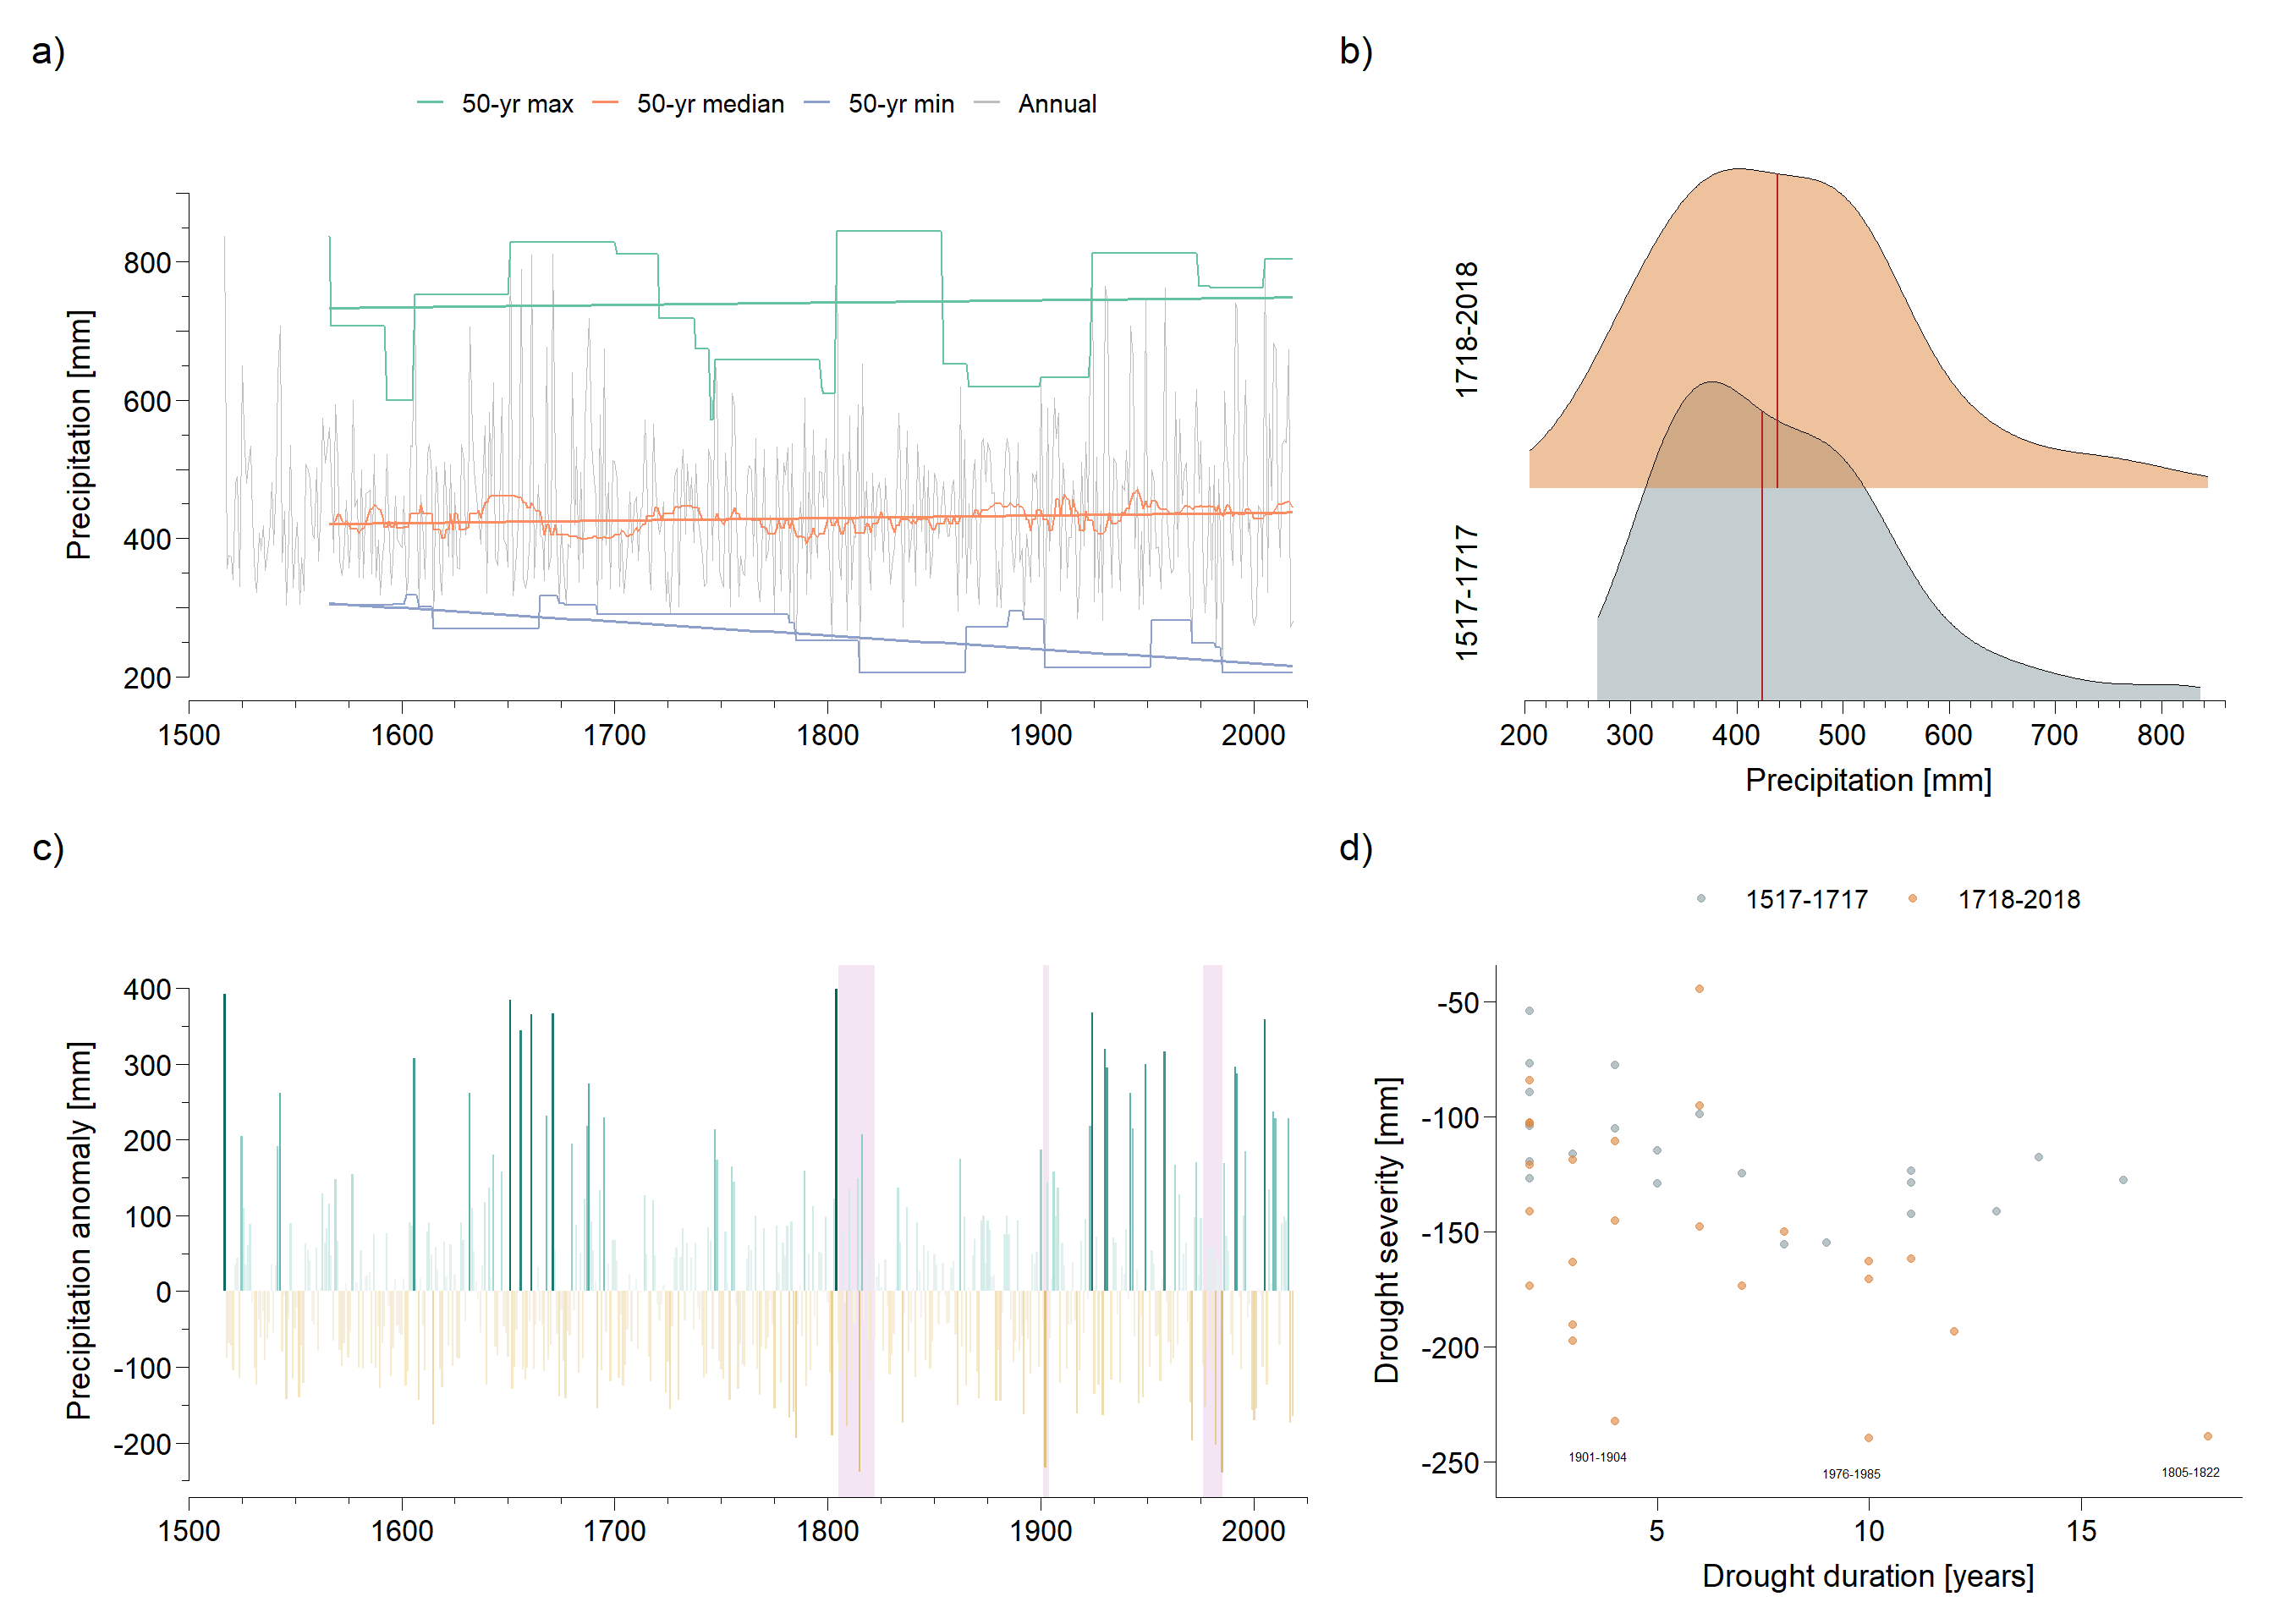 a)
50-yr max 50-yr median 50-yr min Annual
Precipitation [mm]
800
600
400
200
1500 1600 1700 1800 1900 2000
b)
1718-2018
1517-1717
200 300 400 500 600 700 800
Precipitation [mm]
c)
Precipitation anomaly [mm]
400
300
200
100
0
-100
-200
1500 1600 1700 1800 1900 2000
d)
1517-1717 1718-2018
Drought severity [mm]
-50
-100
-150
-200
-250
1901-1904
1976-1985
1805-1822
5 10 15
Drought duration [years]